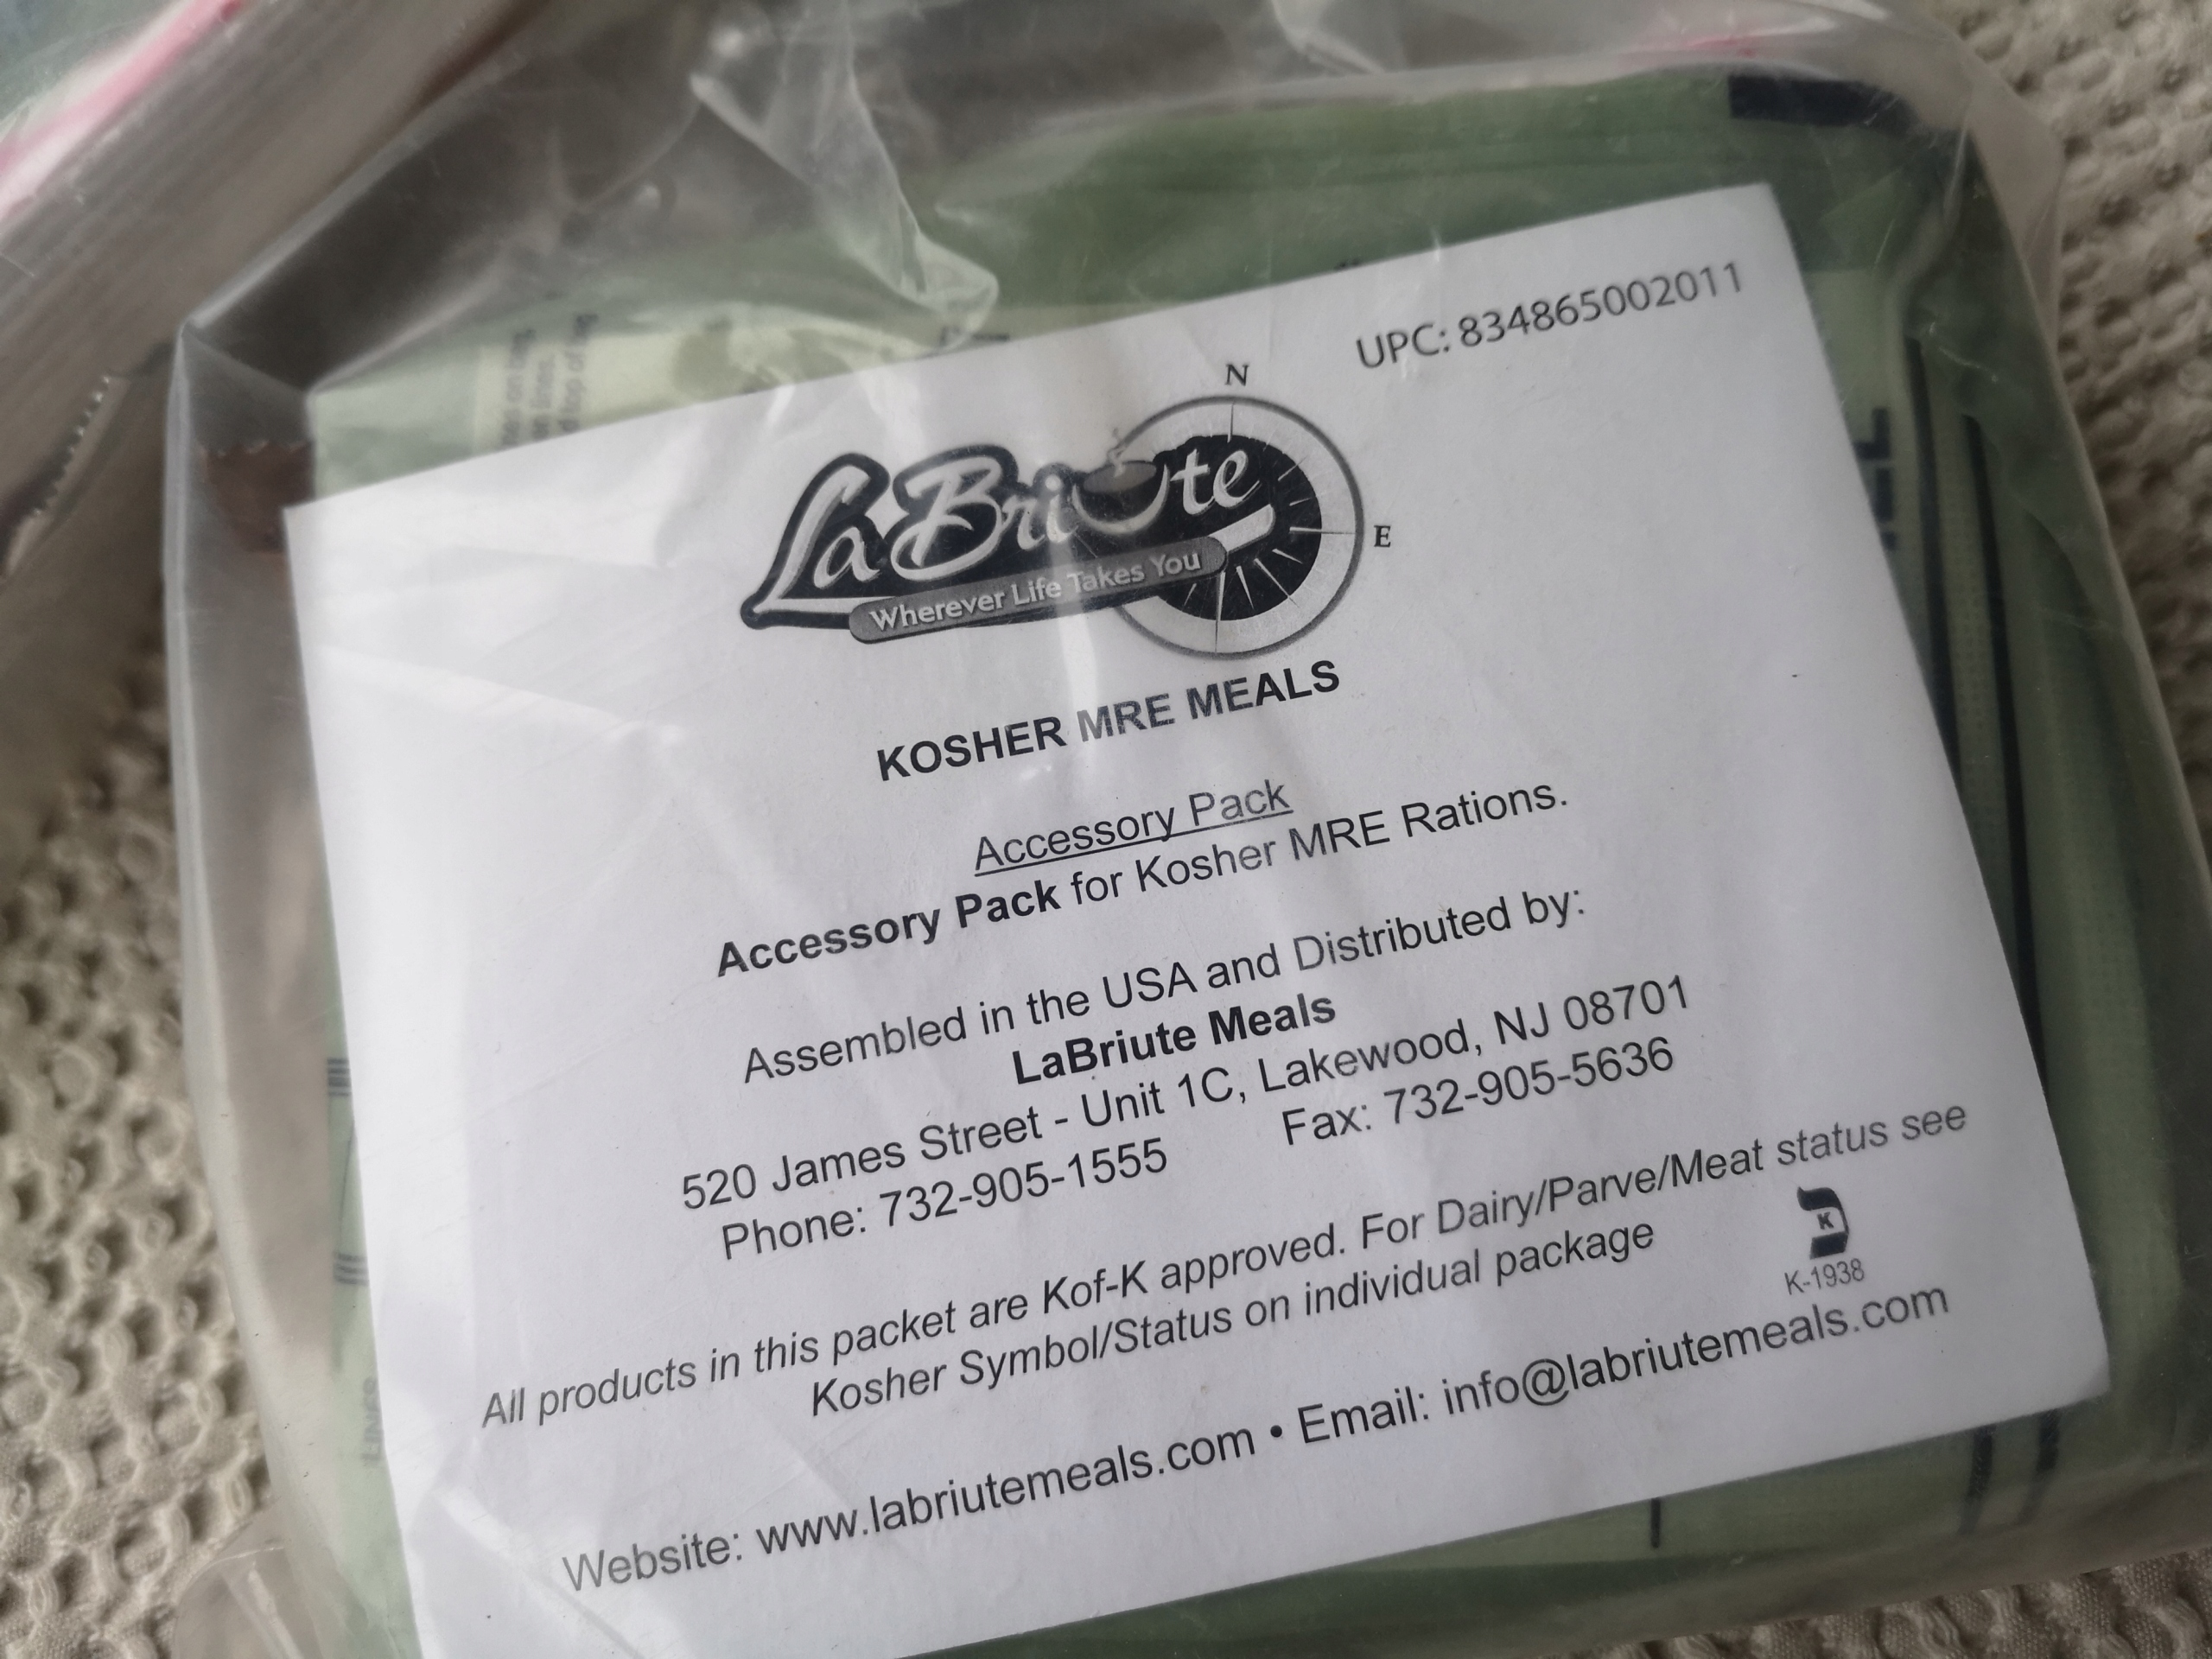 UPC: 834865002011
N
E
LaBriute
Wherever Life Takes You
KOSHER MRE MEALS
Accessory Pack
Accessory Pack for Kosher MRE Rations.
Assembled in the USA and Distributed by:
LaBriute Meals
520 James Street - Unit 1C, Lakewood, NJ 08701
Phone: 732-905-1555 Fax: 732-905-5636
All products in this packet are Kof-K approved. For Dairy/Parve/Meat status see
Kosher Symbol/Status on individual package
K
K-1938
Website: www.labriutemeals.com • Email: info@labriutemeals.com